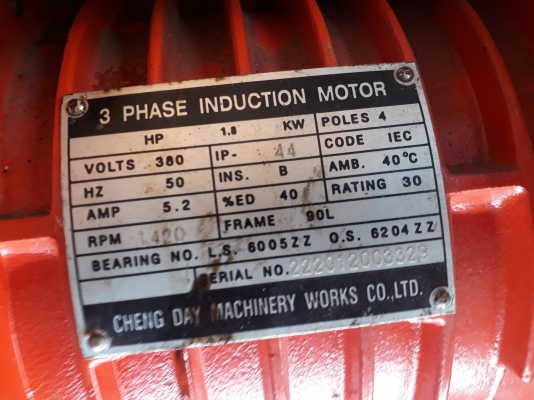 3 PHASE INDUCTION MOTOR
HP 1.8 KW POLES 4
VOLTS 380 IP- 44 CODE IEC
HZ 50 INS. B AMB. 40°C
AMP 5.2 %ED 40 RATING 30
RPM 1420 FRAME 90L
BEARING NO. L.S. 6005ZZ O.S. 6204ZZ
SERIAL NO.
CHENG DAY MACHINERY WORKS CO.,LTD.